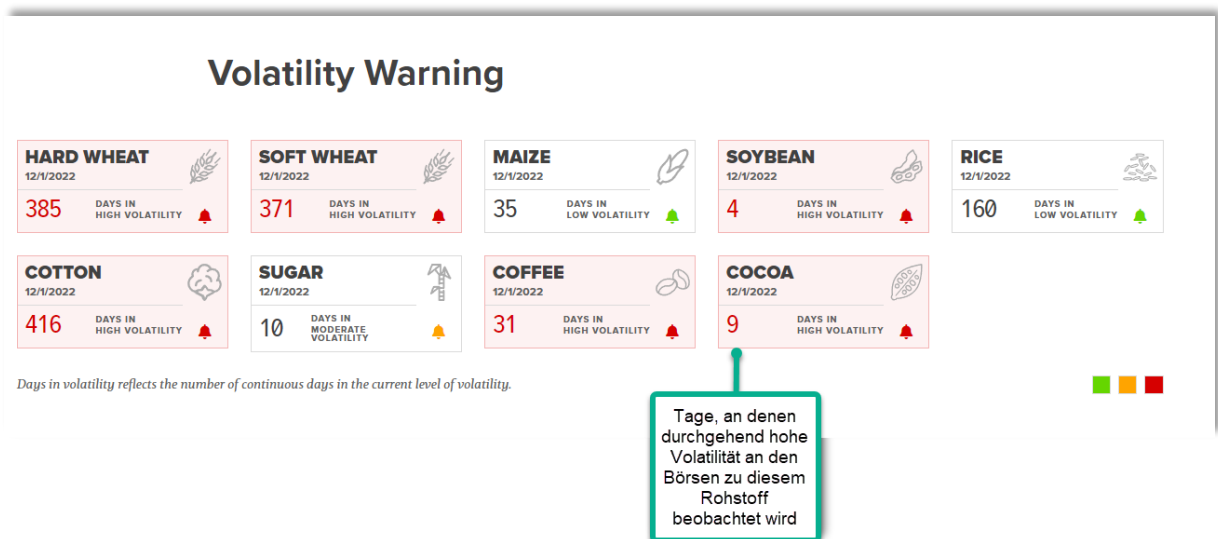 Volatility Warning
HARD WHEAT
12/1/2022
385 DAYS IN
HIGH VOLATILITY
SOFT WHEAT
12/1/2022
371 DAYS IN
HIGH VOLATILITY
MAIZE
12/1/2022
35 DAYS IN
LOW VOLATILITY
SOYBEAN
12/1/2022
4 DAYS IN
HIGH VOLATILITY
RICE
12/1/2022
160 DAYS IN
LOW VOLATILITY
COTTON
12/1/2022
416 DAYS IN
HIGH VOLATILITY
SUGAR
12/1/2022
10 DAYS IN
MODERATE
VOLATILITY
COFFEE
12/1/2022
31 DAYS IN
HIGH VOLATILITY
COCOA
12/1/2022
9 DAYS IN
HIGH VOLATILITY
Days in volatility reflects the number of continuous days in the current level of volatility.
Tage, an denen
durchgehend hohe
Volatilität an den
Börsen zu diesem
Rohstoff
beobachtet wird